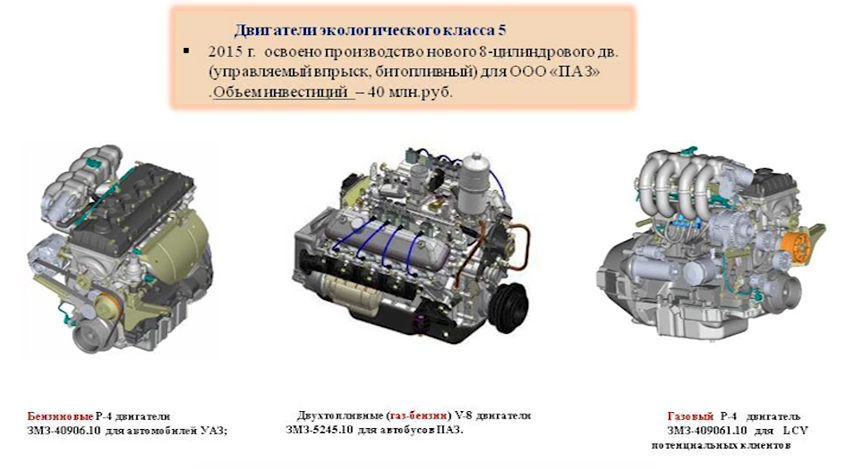 Двигатели экологического класса 5
▪ 2015 г. освоено производство нового 8-цилиндрового дв.
(управляемый впрыск, битопливный) для ООО «ПАЗ»
.Объем инвестиций – 40 млн.руб.
Бензиновые Р-4 двигатели
ЗМЗ-40906.10 для автомобилей УАЗ;
Двухтопливные (газ-бензин) V-8 двигатели
ЗМЗ-5245.10 для автобусов ПАЗ.
Газовый Р-4 двигатель
ЗМЗ-409061.10 для LCV
потенциальных клиентов